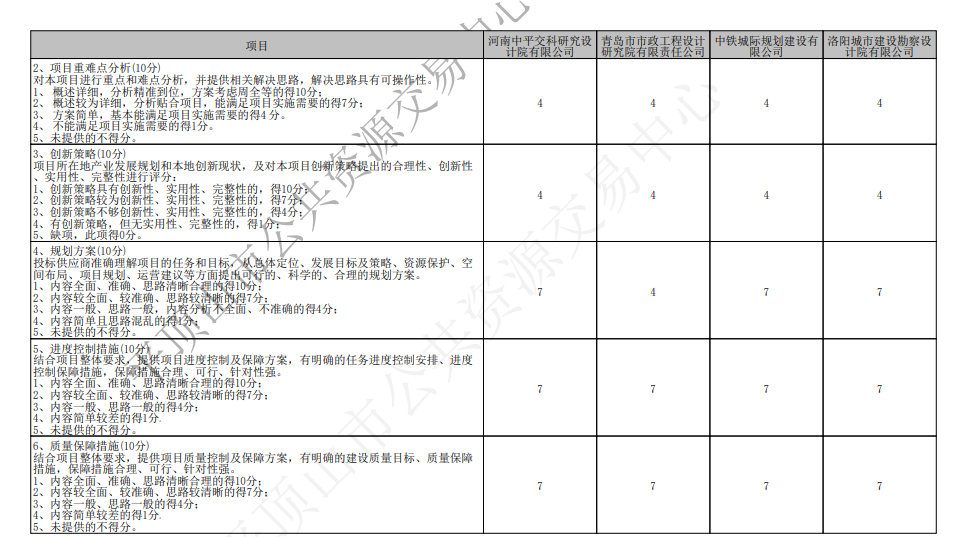 项目
河南中平交科研究设
计院有限公司
青岛市市政工程设计
研究院有限责任公司
中铁城际规划建设有
限公司
洛阳城市建设勘察设
计院有限公司
2、项目重难点分析(10分)
对本项目进行重点和难点分析，并提供相关解决思路，解决思路具有可操作性。
1、 概述详细，分析精准到位，方案考虑周全等的得10分；
2、 概述较为详细，分析贴合项目，能满足项目实施需要的得7分；
3、 方案简单，基本能满足项目实施需要的得4 分。
4、 不能满足项目实施需要的得1分。
5、未提供的不得分。
4 4 4 4
3、创新策略(10分)
项目所在地产业发展规划和本地创新现状，及对本项目创新策略提出的合理性、创新性
、实用性、完整性进行评分：
1、创新策略具有创新性、实用性、完整性的，得10分；
2、创新策略较为创新性、实用性、完整性的，得7分；
3、创新策略不够创新性、实用性、完整性的，得4分；
4、有创新策略，但无实用性、完整性的，得1分；
5、缺项，此项得0分。
4 4 4 4
4、规划方案(10分)
投标供应商准确理解项目的任务和目标，从总体定位、发展目标及策略、资源保护、空
间布局、项目规划、运营建议等方面提出可行的、科学的、合理的规划方案。
1、内容全面、准确、思路清晰合理的得10分；
2、内容较全面、较准确、思路较清晰的得7分；
3、内容一般、思路一般，内容分析不全面、不准确的得4分；
4、内容简单且思路混乱的得1分；
5、未提供的不得分。
7 4 7 7
5、进度控制措施(10分)
结合项目整体要求，提供项目进度控制及保障方案，有明确的任务进度控制安排、进度
控制保障措施，保障措施合理、可行、针对性强。
1、内容全面、准确、思路清晰合理的得10分；
2、内容较全面、较准确、思路较清晰的得7分；
3、内容一般、思路一般的得4分；
4、内容简单较差的得1分.
5、未提供的不得分。
7 7 7 7
6、质量保障措施(10分)
结合项目整体要求，提供项目质量控制及保障方案，有明确的建设质量目标、质量保障
措施，保障措施合理、可行、针对性强。
1、内容全面、准确、思路清晰合理的得10分；
2、内容较全面、较准确、思路较清晰的得7分；
3、内容一般、思路一般的得4分；
4、内容简单较差的得1分.
5、未提供的不得分。
7 7 7 7
平顶山市公共资源交易中心
平顶山市公共资源交易中心